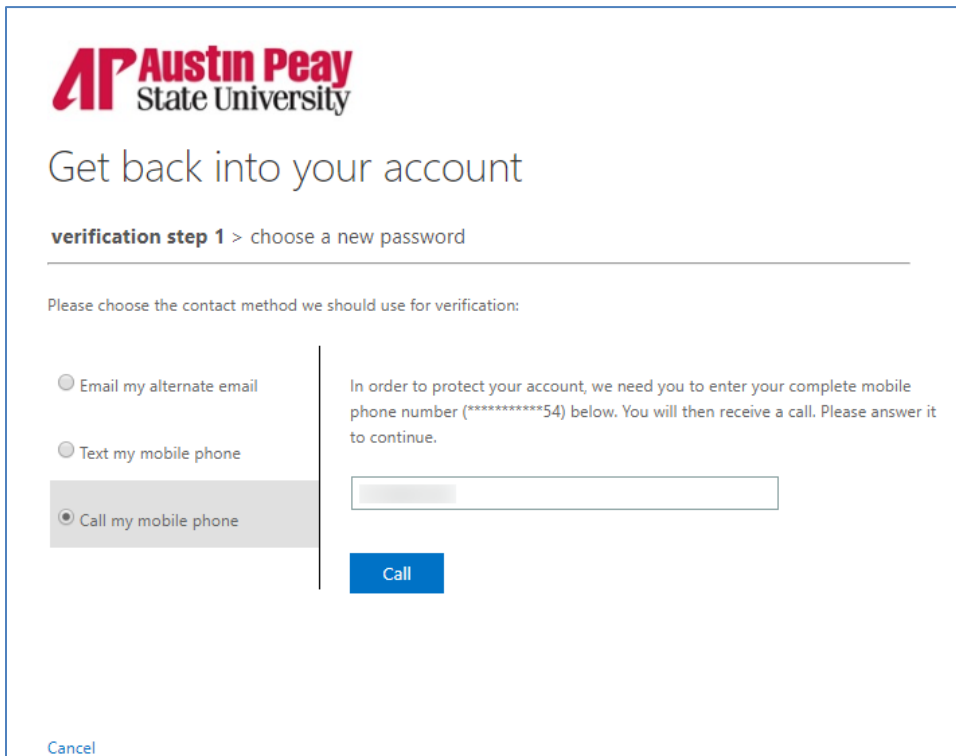 AP Austin Peay
State University
Get back into your account
verification step 1 > choose a new password
Please choose the contact method we should use for verification:
Email my alternate email
Text my mobile phone
Call my mobile phone
In order to protect your account, we need you to enter your complete mobile
phone number (***********54) below. You will then receive a call. Please answer it
to continue.
Call
Cancel